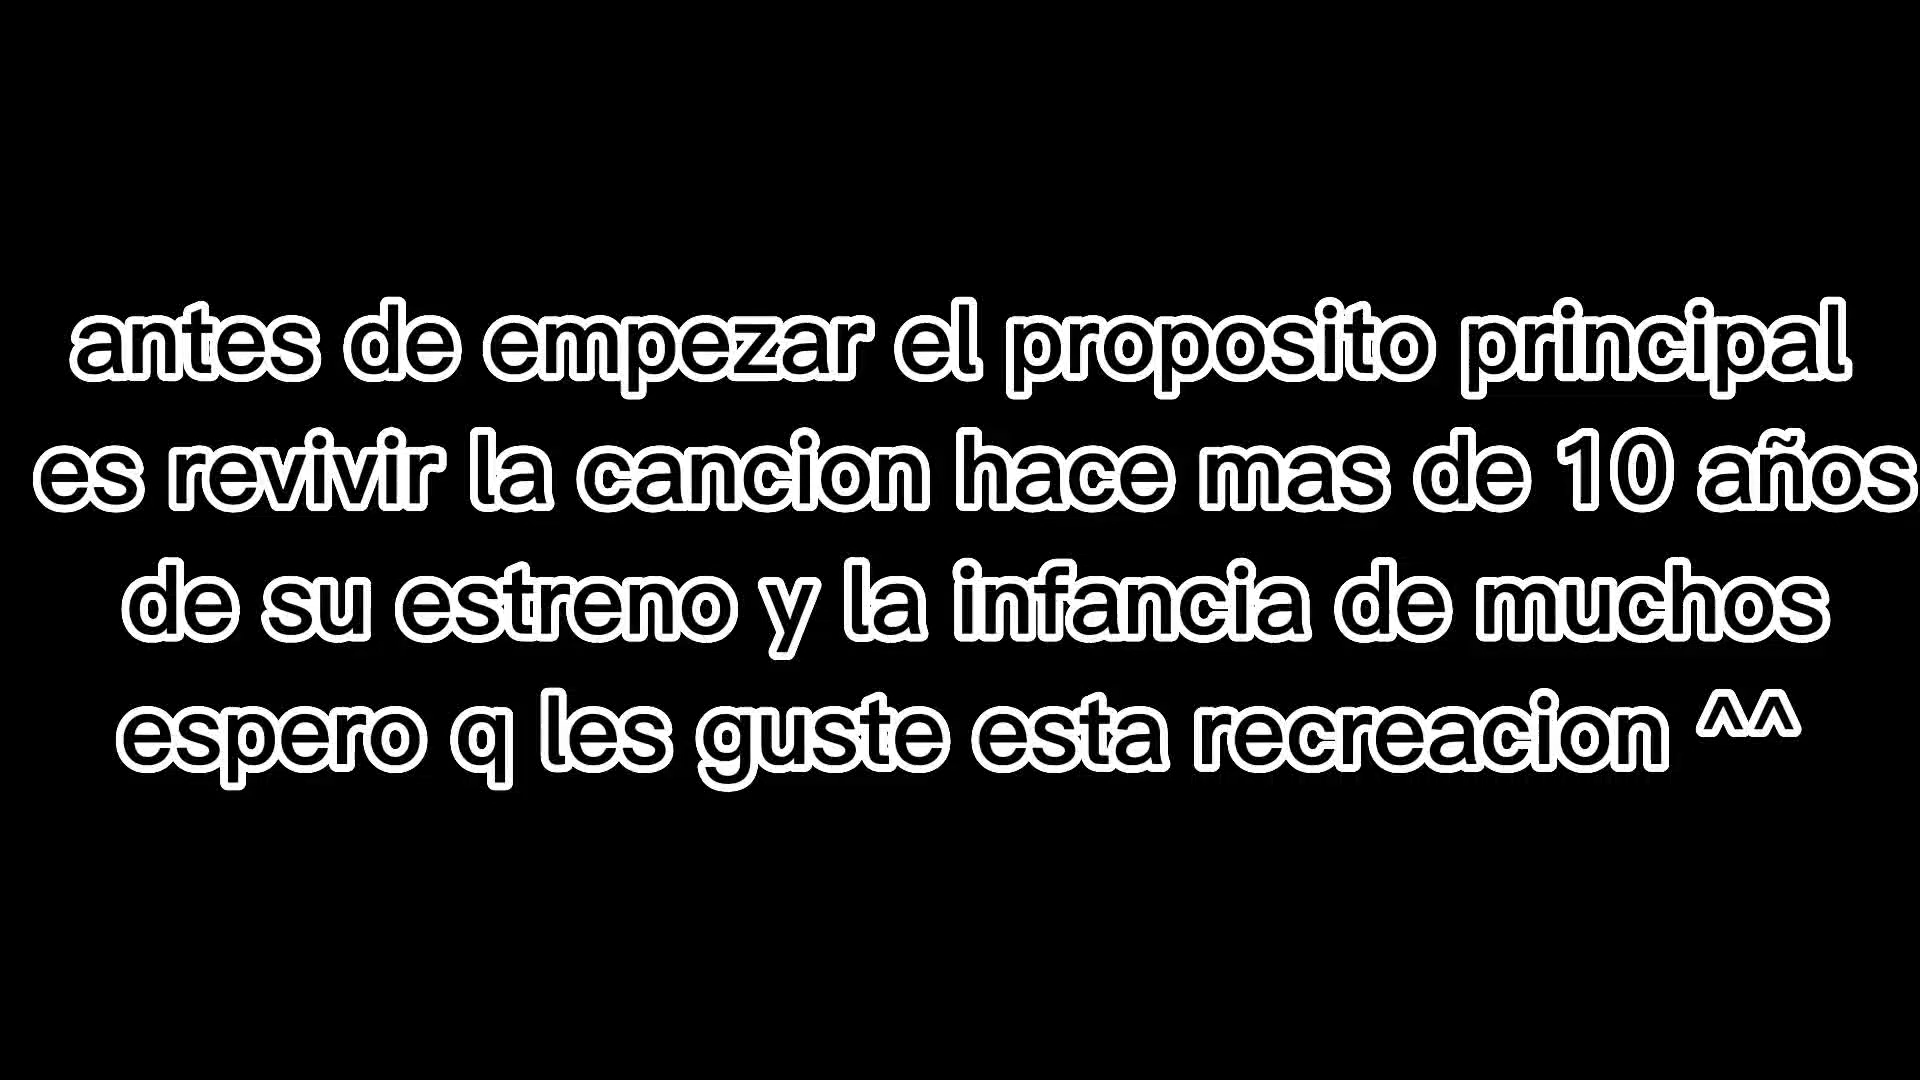 antes de empezar el proposito principal
es revivir la cancion hace mas de 10 años
de su estreno y la infancia de muchos
espero q les guste esta recreacion ^^